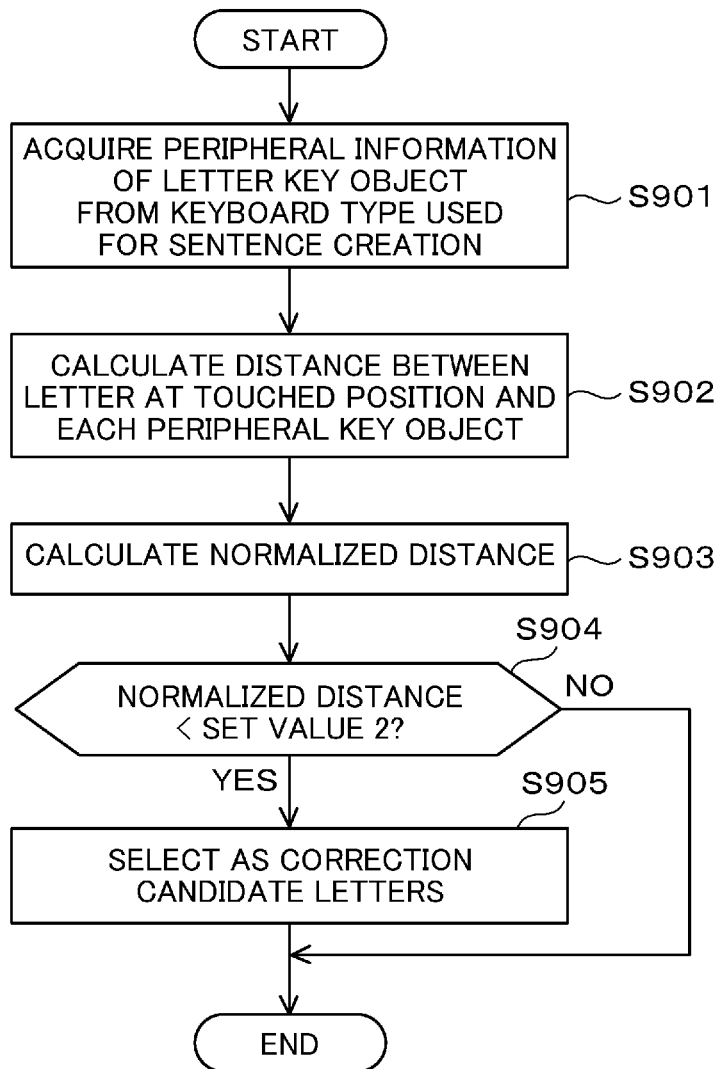 START
ACQUIRE PERIPHERAL INFORMATION
OF LETTER KEY OBJECT
FROM KEYBOARD TYPE USED
FOR SENTENCE CREATION
S901
CALCULATE DISTANCE BETWEEN
LETTER AT TOUCHED POSITION AND
EACH PERIPHERAL KEY OBJECT
S902
CALCULATE NORMALIZED DISTANCE
S903
S904
NORMALIZED DISTANCE
< SET VALUE 2?
NO
YES
S905
SELECT AS CORRECTION
CANDIDATE LETTERS
END